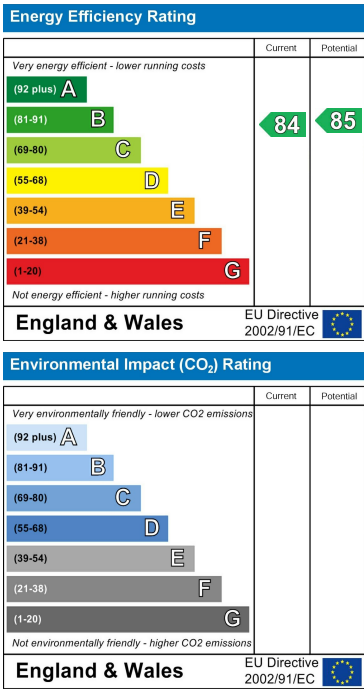 Energy Efficiency Rating
Current Potential
Very energy efficient - lower running costs
(92 plus) A
(81-91) B
84 85
(69-80) C
(55-68) D
(39-54) E
(21-38) F
(1-20) G
Not energy efficient - higher running costs
England & Wales
EU Directive
2002/91/EC
Environmental Impact (CO₂) Rating
Current Potential
Very environmentally friendly - lower CO2 emissions
(92 plus) A
(81-91) B
(69-80) C
(55-68) D
(39-54) E
(21-38) F
(1-20) G
Not environmentally friendly - higher CO2 emissions
England & Wales
EU Directive
2002/91/EC